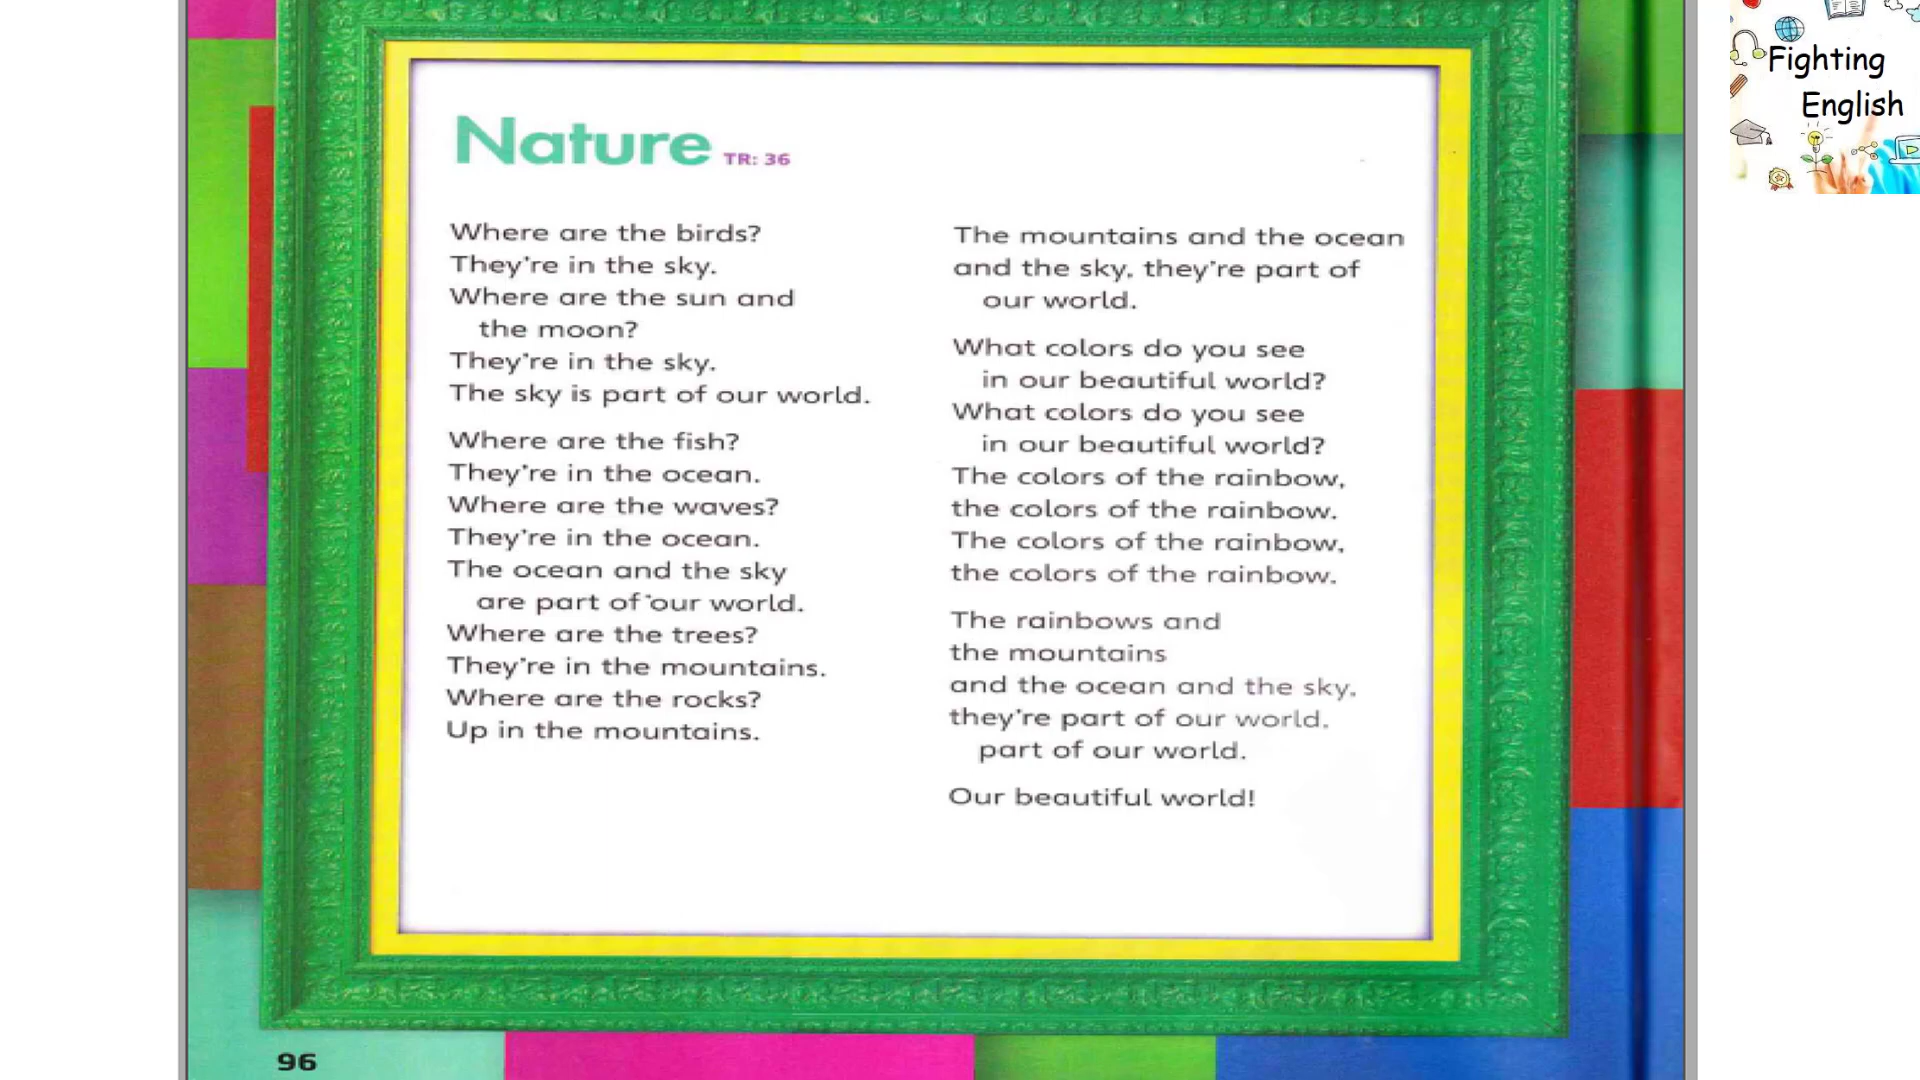 Nature TR: 36
Where are the birds?
They're in the sky.
Where are the sun and
the moon?
They're in the sky.
The sky is part of our world.
Where are the fish?
They're in the ocean.
Where are the waves?
They're in the ocean.
The ocean and the sky
are part of our world.
Where are the trees?
They're in the mountains.
Where are the rocks?
Up in the mountains.
The mountains and the ocean
and the sky, they're part of
our world.
What colors do you see
in our beautiful world?
What colors do you see
in our beautiful world?
The colors of the rainbow,
the colors of the rainbow.
The colors of the rainbow,
the colors of the rainbow.
The rainbows and
the mountains
and the ocean and the sky,
they're part of our world,
part of our world.
Our beautiful world!
96
Fighting
English